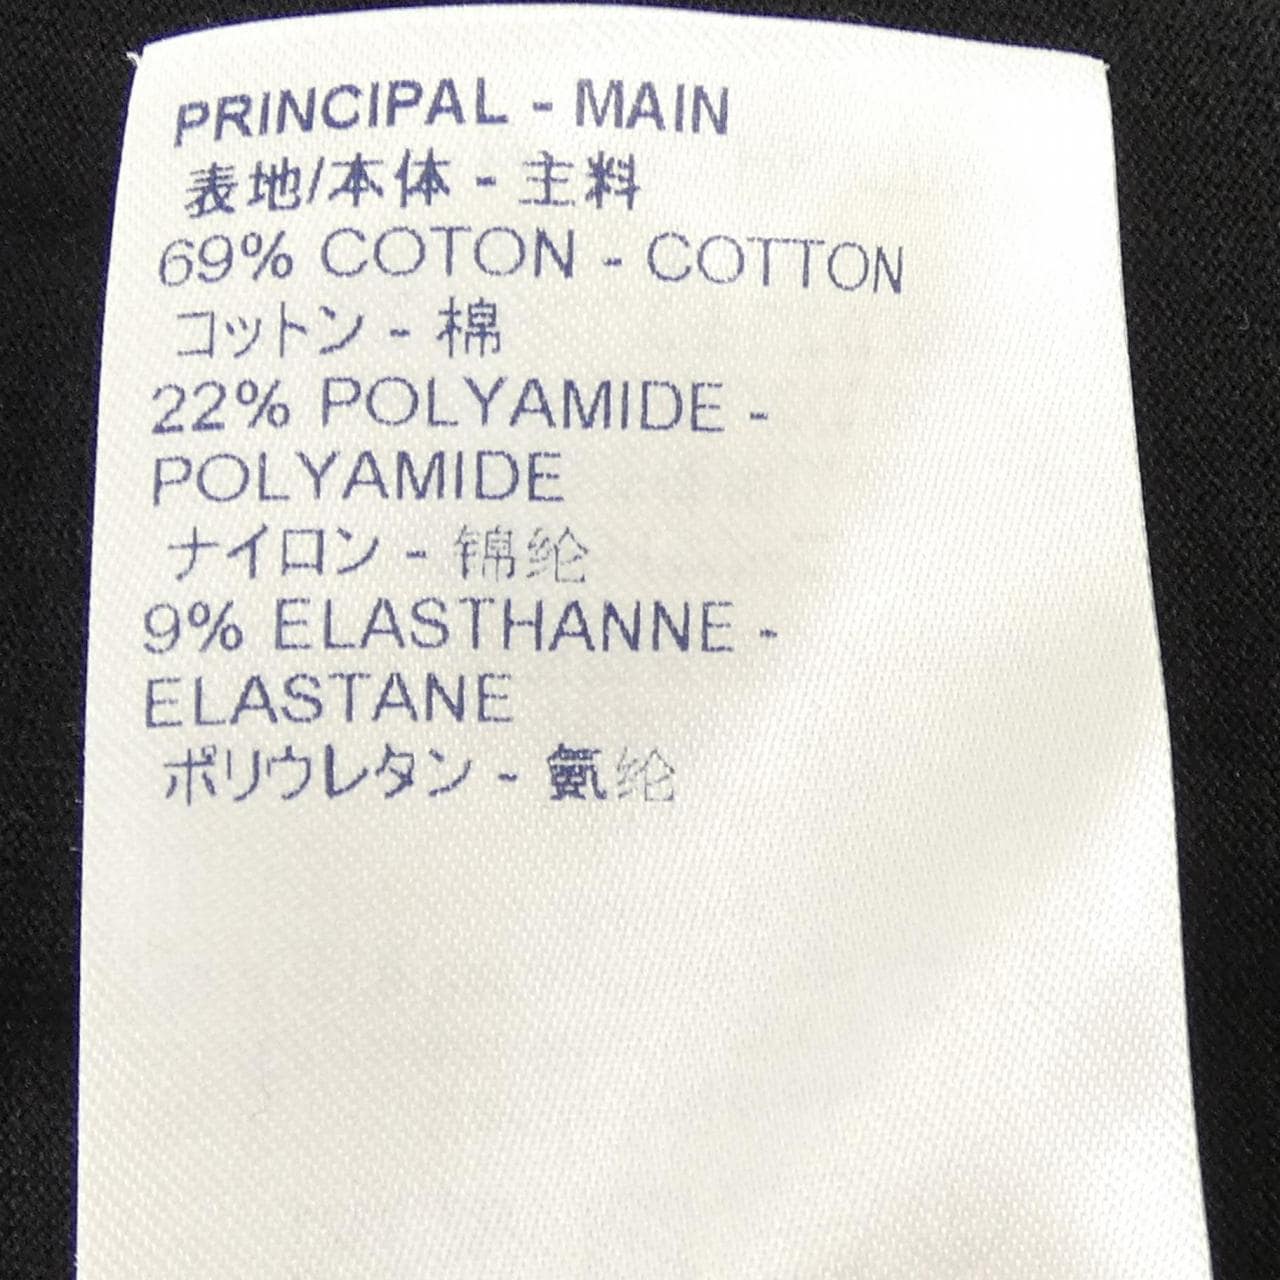 PRINCIPAL - MAIN
表地/本体 - 主料
69% COTON - COTTON
コットン - 棉
22% POLYAMIDE -
POLYAMIDE
ナイロン - 锦纶
9% ELASTHANNE -
ELASTANE
ポリウレタン - 氨纶